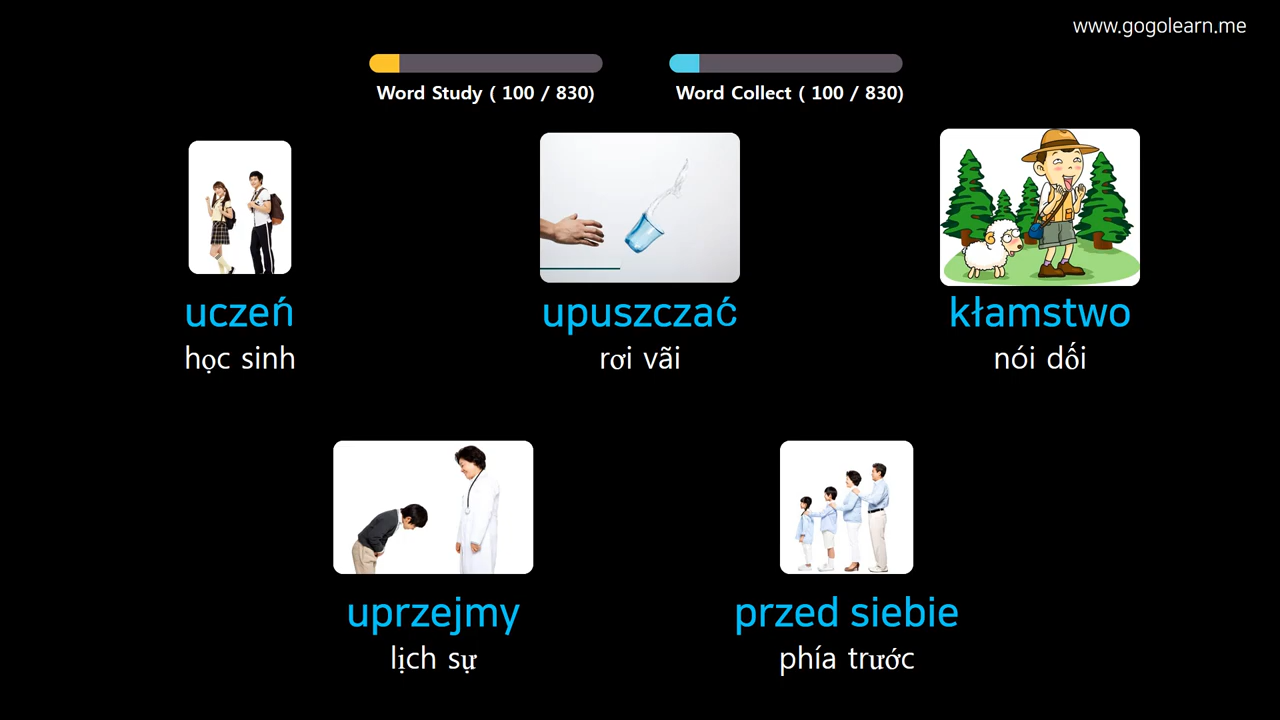 www.gogolearn.me
Word Study ( 100 / 830)
Word Collect ( 100 / 830)
uczeń
học sinh
upuszczać
rơi vãi
kłamstwo
nói dối
uprzejmy
lịch sự
przed siebie
phía trước